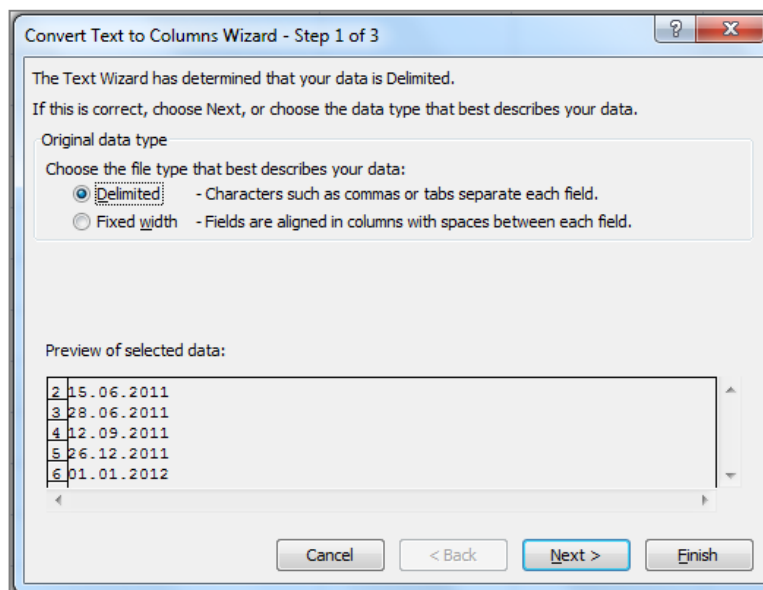 Convert Text to Columns Wizard - Step 1 of 3
The Text Wizard has determined that your data is Delimited.
If this is correct, choose Next, or choose the data type that best describes your data.
Original data type
Choose the file type that best describes your data:
Delimited - Characters such as commas or tabs separate each field.
Fixed width - Fields are aligned in columns with spaces between each field.
Preview of selected data:
2 15.06.2011
3 28.06.2011
4 12.09.2011
5 26.12.2011
6 01.01.2012
Cancel < Back Next > Finish